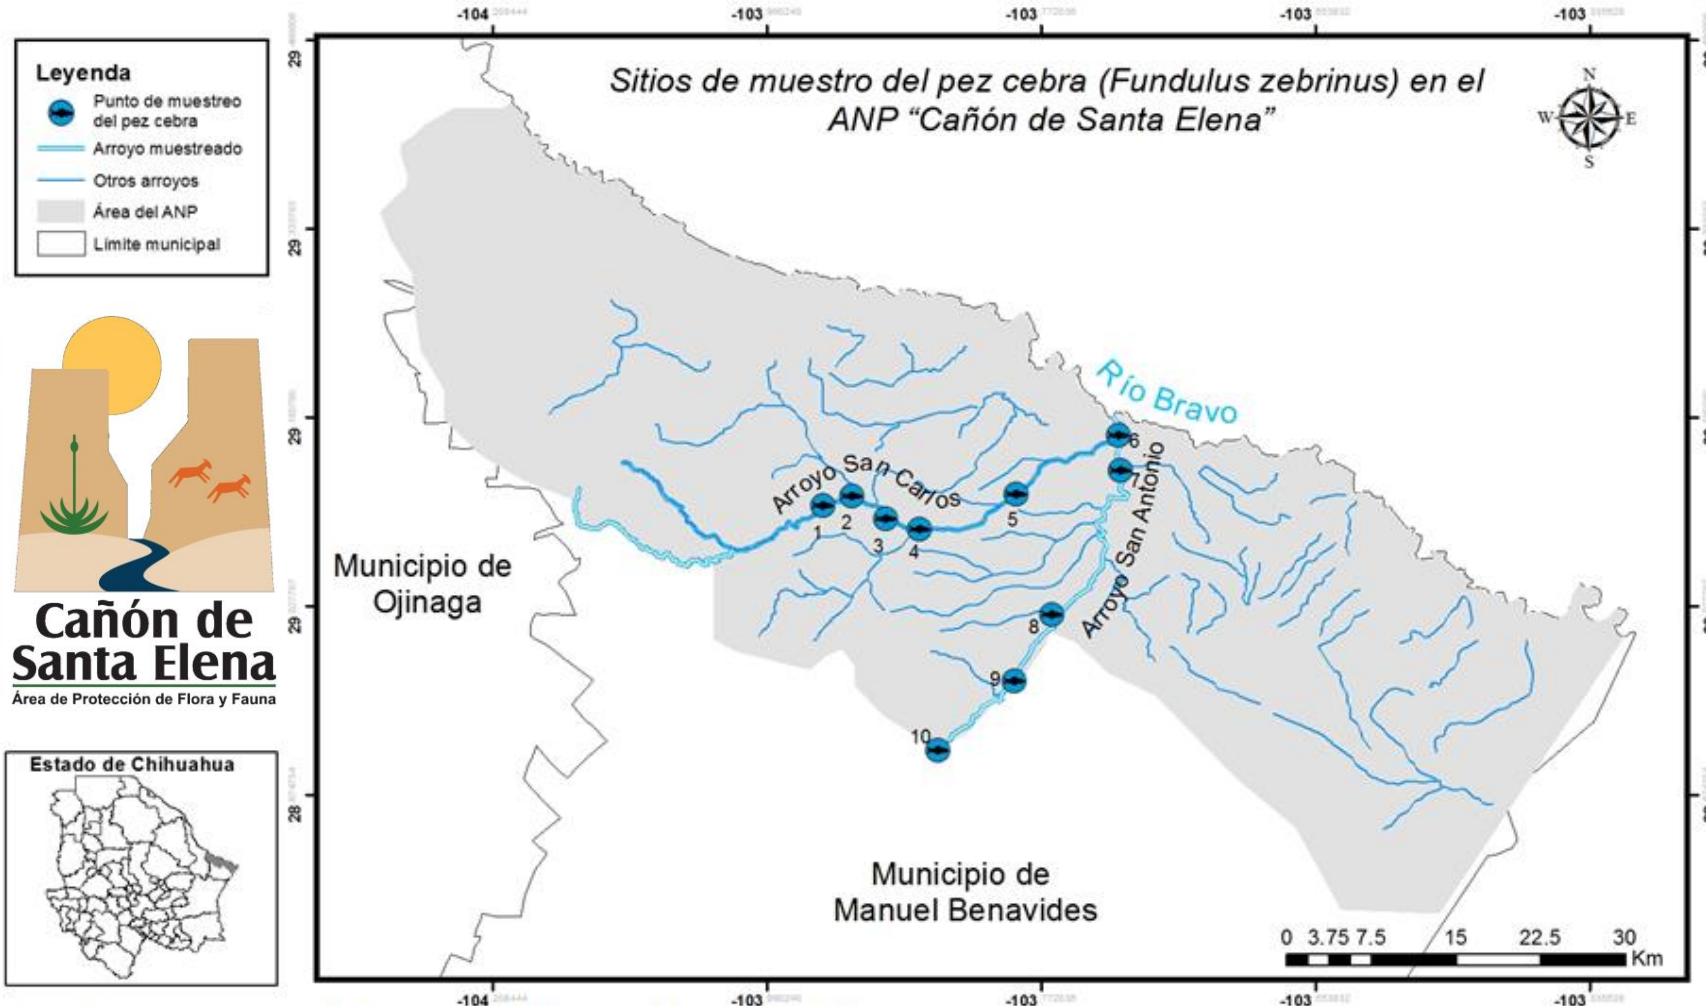 -104
-103
-103
-103
-103
Leyenda
Punto de muestreo
del pez cebra
Arroyo muestreado
Otros arroyos
Área del ANP
Límite municipal
Sitios de muestro del pez cebra (Fundulus zebrinus) en el
ANP “Cañón de Santa Elena”
N
W
E
S
29
29
29
29
28
Río Bravo
Arroyo San Carlos
Arroyo San Antonio
1
2
3
4
5
6
7
8
9
10
Municipio de
Ojinaga
Municipio de
Manuel Benavides
Cañón de
Santa Elena
Área de Protección de Flora y Fauna
Estado de Chihuahua
0 3.75 7.5 15 22.5 30
Km
-104
-103
-103
-103
-103